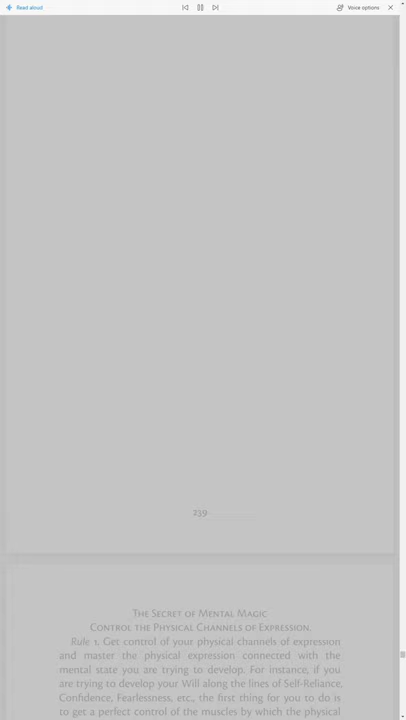 Read aloud
Voice options
239
The Secret of Mental Magic
Control the Physical Channels of Expression.
Rule 1. Get control of your physical channels of expression
and master the physical expression connected with the
mental state you are trying to develop. For instance, if you
are trying to develop your Will along the lines of Self-Reliance,
Confidence, Fearlessness, etc., the first thing for you to do is
to get a perfect control of the muscles by which the physical